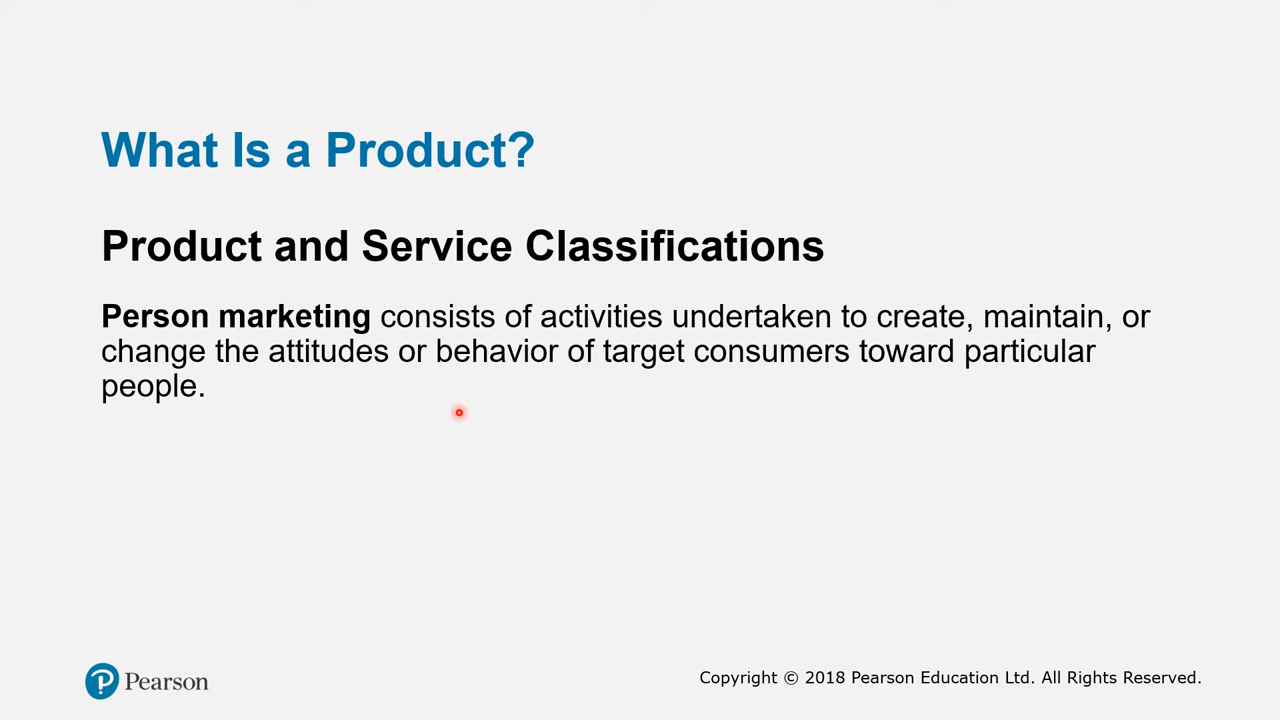 What Is a Product?
Product and Service Classifications
Person marketing consists of activities undertaken to create, maintain, or
change the attitudes or behavior of target consumers toward particular
people.
Pearson
Copyright © 2018 Pearson Education Ltd. All Rights Reserved.